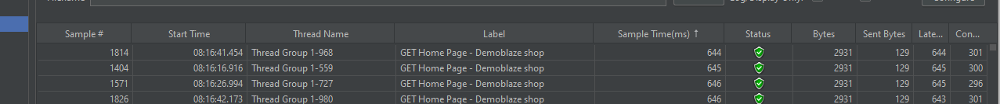 Filename Log/Display Only: Configure
Sample # Start Time Thread Name Label Sample Time(ms) ↑ Status Bytes Sent Bytes Late... Con...
1814 08:16:41.454 Thread Group 1-968 GET Home Page - Demoblaze shop 644 2931 129 644 301
1404 08:16:16.916 Thread Group 1-559 GET Home Page - Demoblaze shop 645 2931 129 645 300
1571 08:16:26.994 Thread Group 1-727 GET Home Page - Demoblaze shop 646 2931 129 645 296
1826 08:16:42.173 Thread Group 1-980 GET Home Page - Demoblaze shop 646 2931 129 643 301